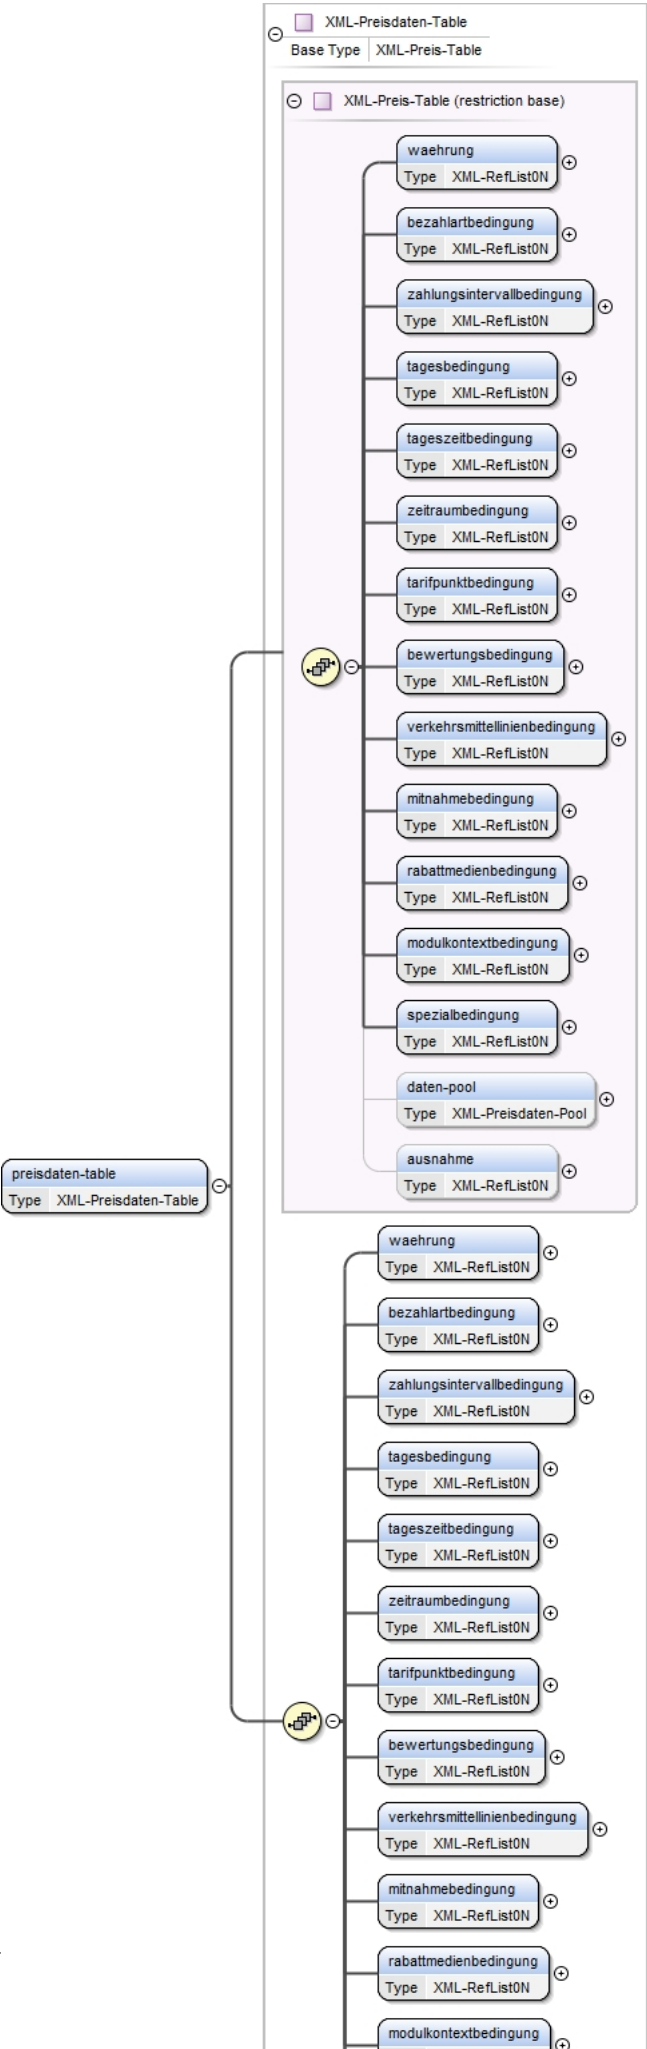 XML-Preisdaten-Table
Base Type XML-Preis-Table
XML-Preis-Table (restriction base)
waehrung
Type XML-RefList0N
bezahlartbedingung
Type XML-RefList0N
zahlungsintervallbedingung
Type XML-RefList0N
tagesbedingung
Type XML-RefList0N
tageszeitbedingung
Type XML-RefList0N
zeitraumbedingung
Type XML-RefList0N
tarifpunktbedingung
Type XML-RefList0N
bewertungsbedingung
Type XML-RefList0N
verkehrsmittellinienbedingung
Type XML-RefList0N
mitnahmebedingung
Type XML-RefList0N
rabattmedienbedingung
Type XML-RefList0N
modulkontextbedingung
Type XML-RefList0N
spezialbedingung
Type XML-RefList0N
daten-pool
Type XML-Preisdaten-Pool
ausnahme
Type XML-RefList0N
preisdaten-table
Type XML-Preisdaten-Table
waehrung
Type XML-RefList0N
bezahlartbedingung
Type XML-RefList0N
zahlungsintervallbedingung
Type XML-RefList0N
tagesbedingung
Type XML-RefList0N
tageszeitbedingung
Type XML-RefList0N
zeitraumbedingung
Type XML-RefList0N
tarifpunktbedingung
Type XML-RefList0N
bewertungsbedingung
Type XML-RefList0N
verkehrsmittellinienbedingung
Type XML-RefList0N
mitnahmebedingung
Type XML-RefList0N
rabattmedienbedingung
Type XML-RefList0N
modulkontextbedingung